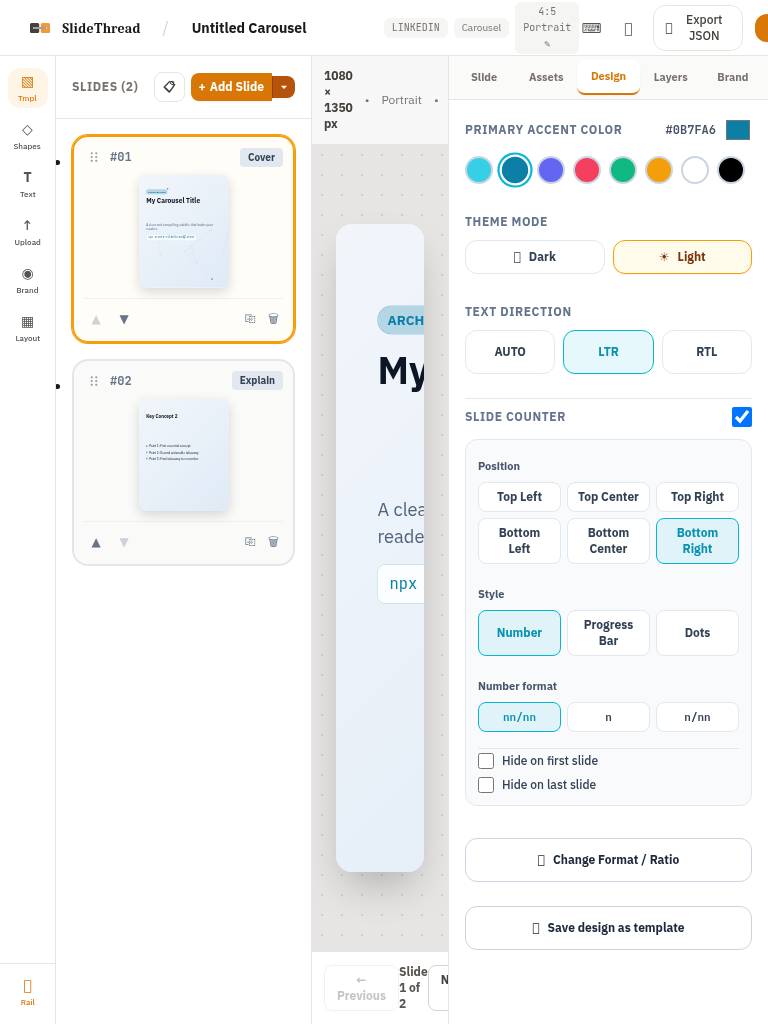 SlideThread / Untitled Carousel LINKEDIN Carousel 4:5 Portrait ✎ Export JSON
Tmpl
Shapes
T
Text
Upload
Brand
Layout
Rail
SLIDES (2)
+ Add Slide
#01 Cover
My Carousel Title
#02 Explain
Key Concept 2
1080 × 1350 px • Portrait •
ARCH
My
A clea
reade
npx
← Previous
Slide 1 of 2
N
Slide Assets Design Layers Brand
PRIMARY ACCENT COLOR #0B7FA6
THEME MODE
Dark Light
TEXT DIRECTION
AUTO LTR RTL
SLIDE COUNTER
Position
Top Left Top Center Top Right
Bottom Left Bottom Center Bottom Right
Style
Number Progress Bar Dots
Number format
nn/nn n n/nn
Hide on first slide
Hide on last slide
Change Format / Ratio
Save design as template